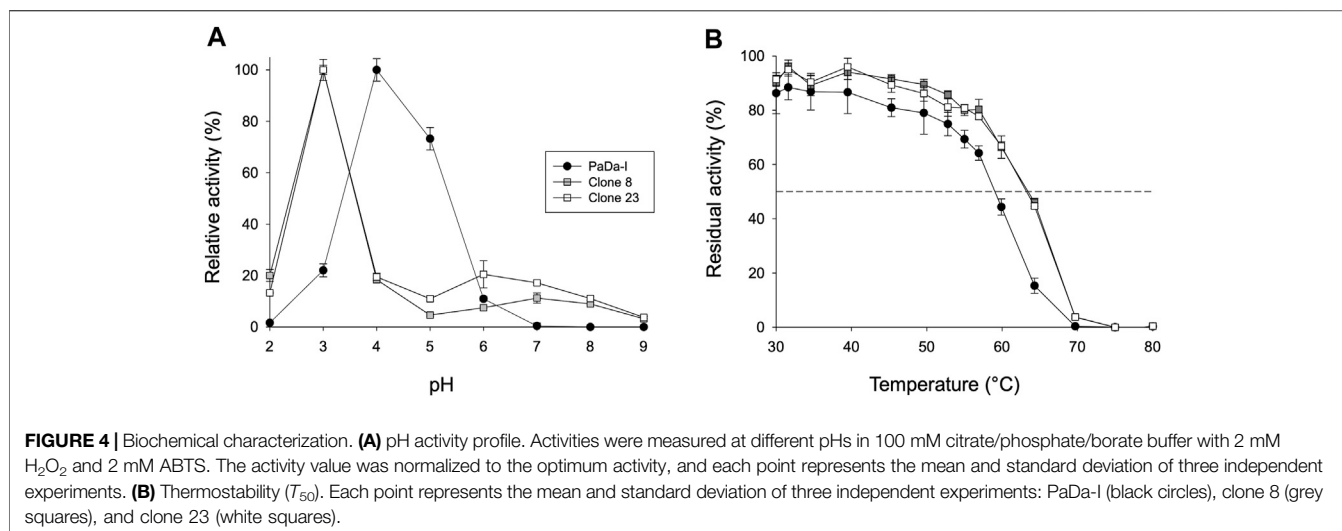 A
B
Relative activity (%)
100
80
60
40
20
0
2 3 4 5 6 7 8 9
pH
PaDa-I
Clone 8
Clone 23
Residual activity (%)
100
80
60
40
20
0
30 40 50 60 70 80
Temperature (°C)
FIGURE 4 | Biochemical characterization. (A) pH activity profile. Activities were measured at different pHs in 100 mM citrate/phosphate/borate buffer with 2 mM
H₂O₂ and 2 mM ABTS. The activity value was normalized to the optimum activity, and each point represents the mean and standard deviation of three independent
experiments. (B) Thermostability (T₅₀). Each point represents the mean and standard deviation of three independent experiments: PaDa-I (black circles), clone 8 (grey
squares), and clone 23 (white squares).